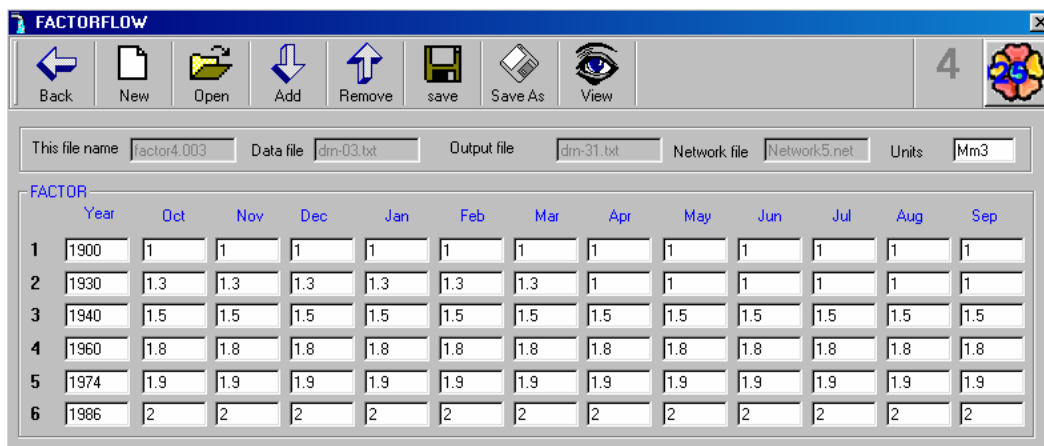 FACTORFLOW
Back New Open Add Remove save Save As View 4 25
This file name factor4.003 Data file drn-03.txt Output file drn-31.txt Network file Network5.net Units Mm3
FACTOR
Year Oct Nov Dec Jan Feb Mar Apr May Jun Jul Aug Sep
1 1900 1 1 1 1 1 1 1 1 1 1 1 1
2 1930 1.3 1.3 1.3 1.3 1.3 1.3 1 1 1 1 1 1
3 1940 1.5 1.5 1.5 1.5 1.5 1.5 1.5 1.5 1.5 1.5 1.5 1.5
4 1960 1.8 1.8 1.8 1.8 1.8 1.8 1.8 1.8 1.8 1.8 1.8 1.8
5 1974 1.9 1.9 1.9 1.9 1.9 1.9 1.9 1.9 1.9 1.9 1.9 1.9
6 1986 2 2 2 2 2 2 2 2 2 2 2 2